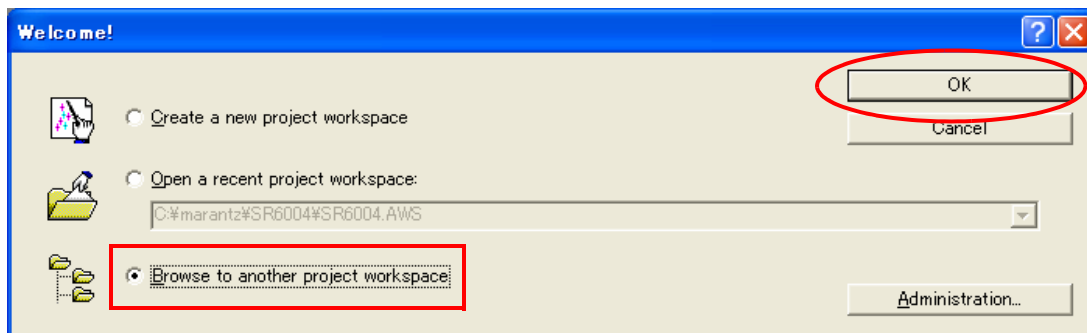 Welcome!
OK
Create a new project workspace
Cancel
Open a recent project workspace:
C:¥marantz¥SR6004¥SR6004.AWS
Browse to another project workspace
Administration...